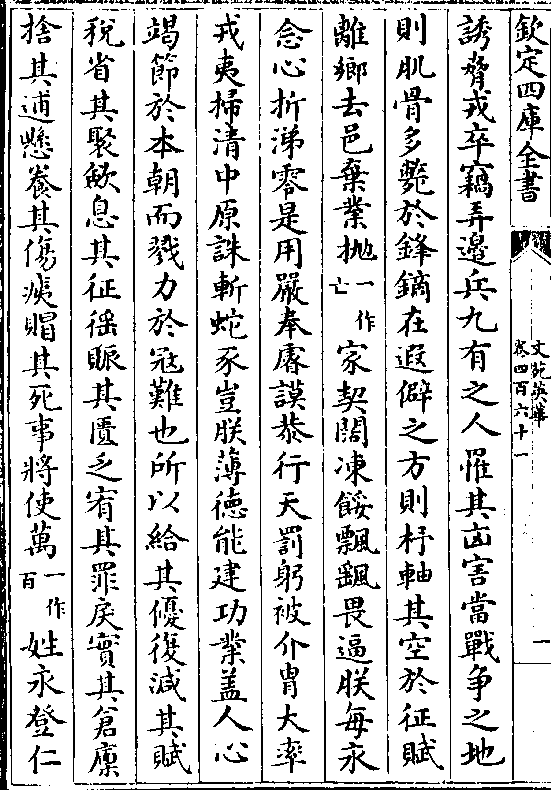 欽定四庫全書
文苑英華
卷四百六十一
一
誘脅戎卒竊弄邊兵九有之人罹其凶害當戰爭之地
則肌骨多斃於鋒鏑在遐僻之方則杼軸其空於征賦
離鄉去邑棄業拋一作亡家契闊凍餒飄颻畏逼朕每永
念心折涕零是用嚴奉廟謨恭行天罰躬被介胄大率
戎夷掃清中原誅斬蛇豕豈朕薄德能建功業蓋人心
竭節於本朝而戮力於寇難也所以給其優復減其賦
稅省其聚斂息其征徭賑其匱乏宥其罪戾實其倉廩
捨其逋懸養其傷痍賵其死事將使萬一作百姓永登仁